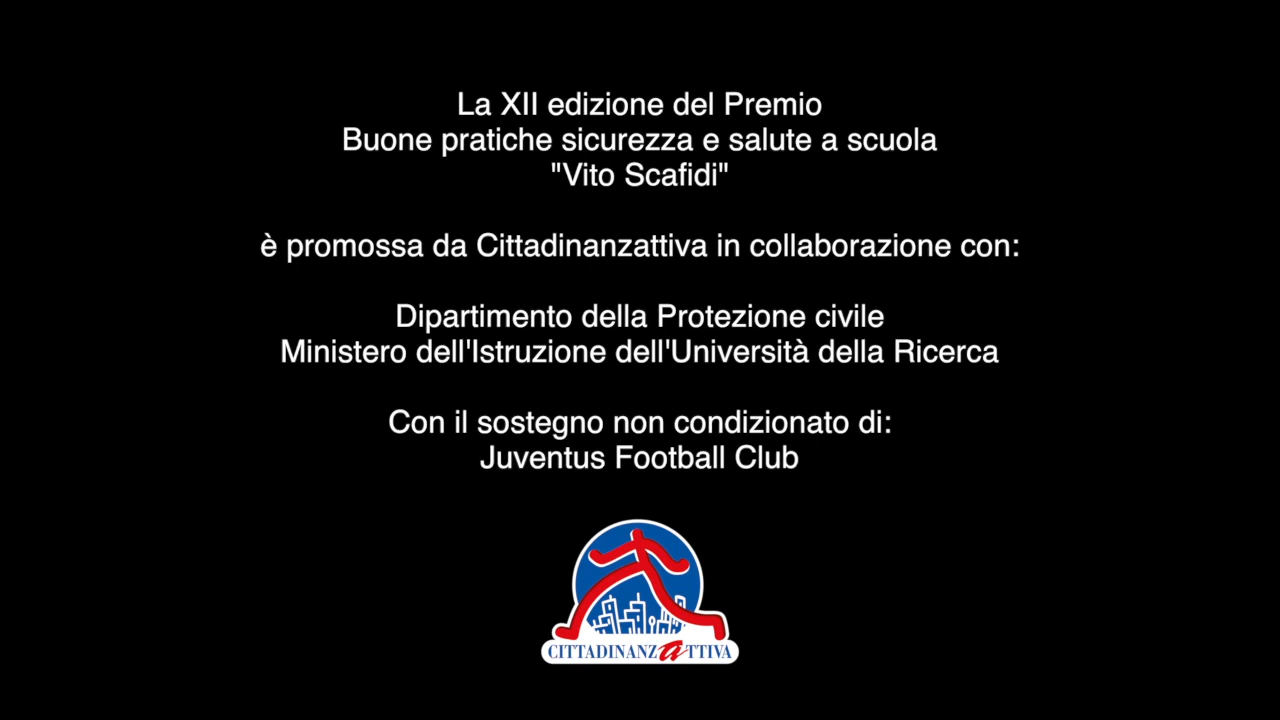 La XII edizione del Premio
Buone pratiche sicurezza e salute a scuola
"Vito Scafidi"
è promossa da Cittadinanzattiva in collaborazione con:
Dipartimento della Protezione civile
Ministero dell'Istruzione dell'Università della Ricerca
Con il sostegno non condizionato di:
Juventus Football Club
CITTADINANZATTIVA